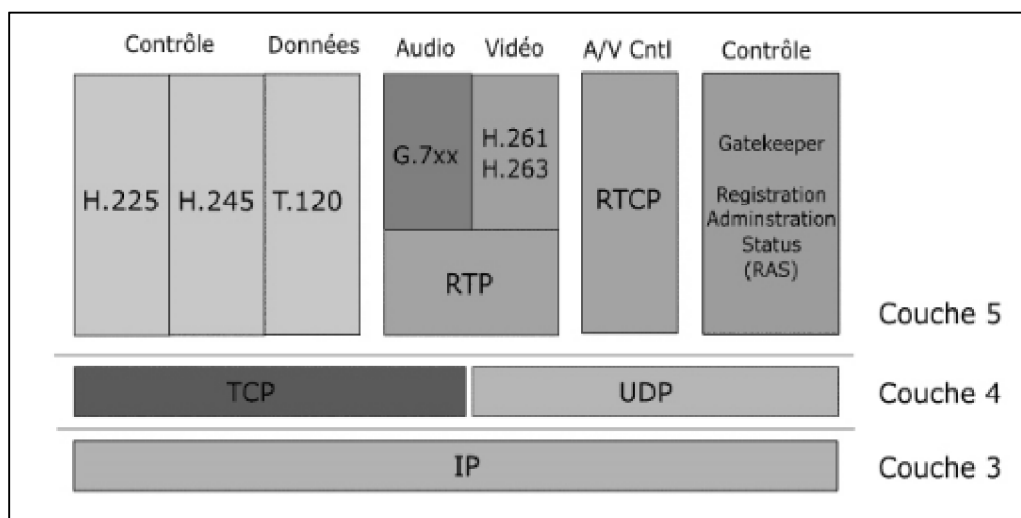 Contrôle Données Audio Vidéo A/V Cntl Contrôle
H.225 H.245 T.120
G.7xx
H.261
H.263
RTP
RTCP
Gatekeeper
Registration
Adminstration
Status
(RAS)
Couche 5
TCP UDP Couche 4
IP Couche 3